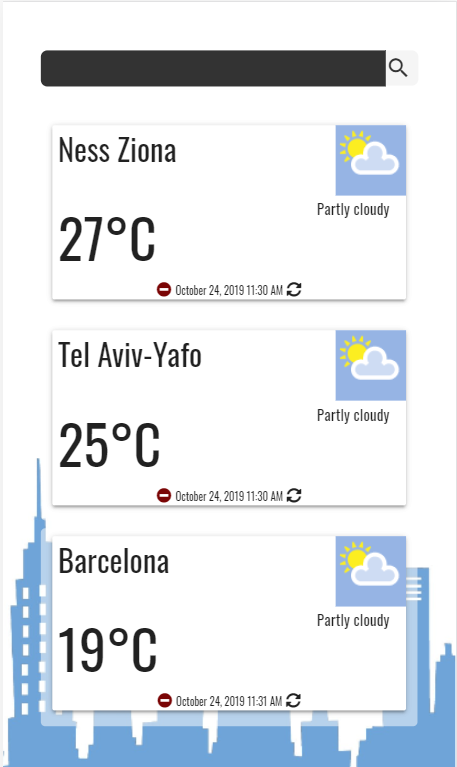 Ness Ziona
Partly cloudy
27°C
October 24, 2019 11:30 AM
Tel Aviv-Yafo
Partly cloudy
25°C
October 24, 2019 11:30 AM
Barcelona
Partly cloudy
19°C
October 24, 2019 11:31 AM